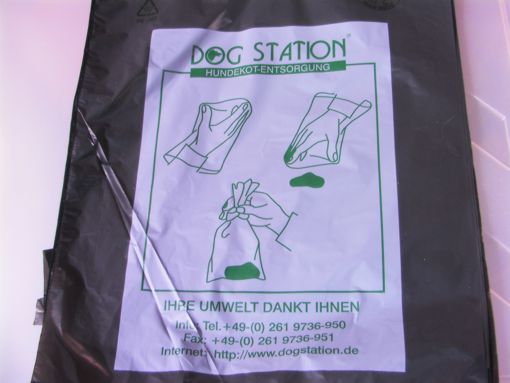 DOG STATION®
HUNDEKOT-ENTSORGUNG
IHRE UMWELT DANKT IHNEN
Info: Tel. +49-(0) 261 9736-950
Fax: +49-(0) 261 9736-951
Internet: http://www.dogstation.de